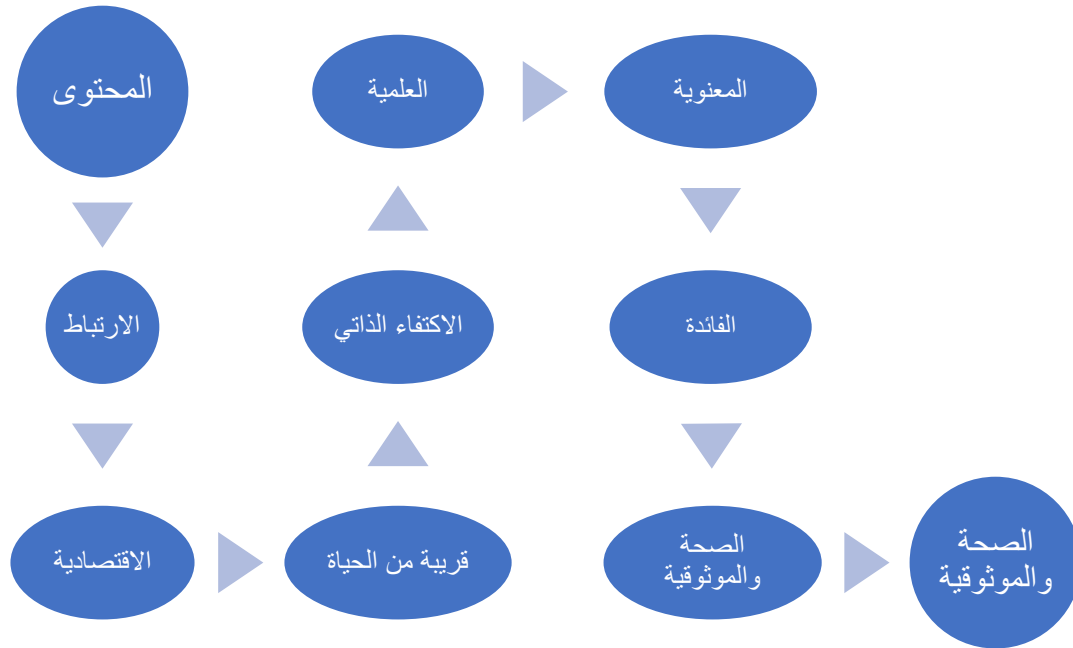 المحتوى
الارتباط
الاقتصادية
قريبة من الحياة
الاكتفاء الذاتي
العلمية
المعنوية
الفائدة
الصحة
والموثوقية
الصحة
والموثوقية